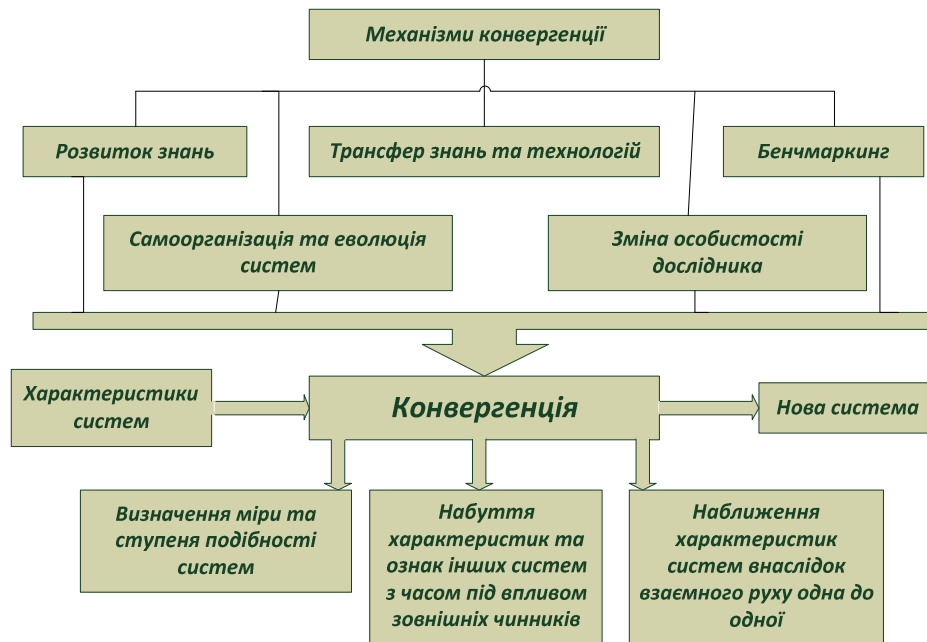 Механізми конвергенції
Розвиток знань
Трансфер знань та технологій
Бенчмаркинг
Самоорганізація та еволюція
систем
Зміна особистості
дослідника
Характеристики
систем
Конвергенція
Нова система
Визначення міри та
ступеня подібності
систем
Набуття
характеристик та
ознак інших систем
з часом під впливом
зовнішніх чинників
Наближення
характеристик
систем внаслідок
взаємного руху одна до
одної